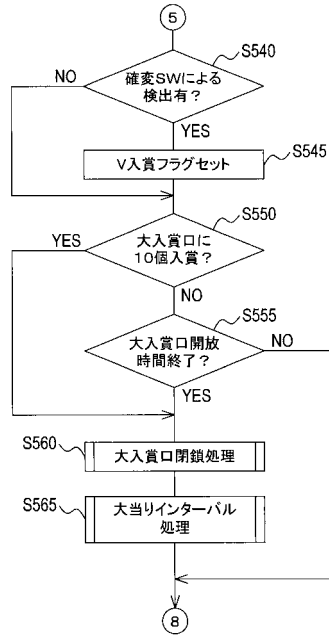 5
S540
確変SWによる
検出有?
NO
YES
S545
V入賞フラグセット
S550
大入賞口に
10個入賞?
YES
NO
S555
大入賞口開放
時間終了?
NO
YES
S560
大入賞口閉鎖処理
S565
大当りインターバル
処理
8